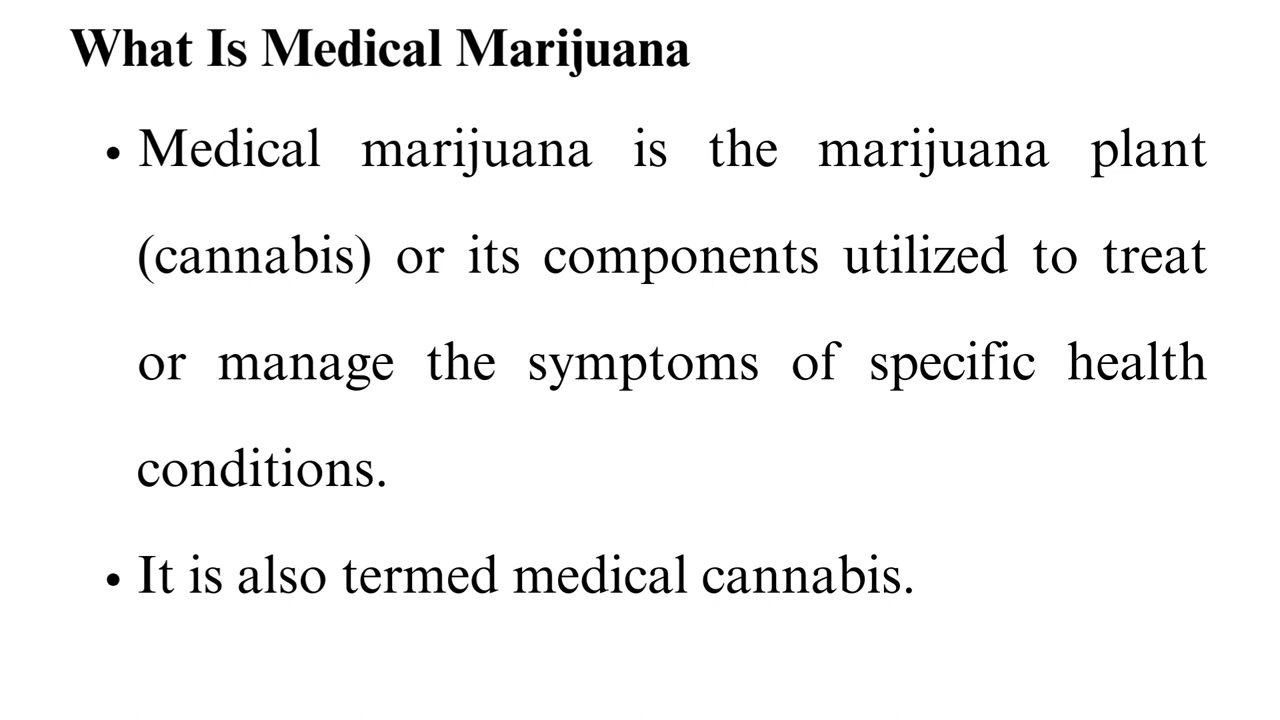 What Is Medical Marijuana
• Medical marijuana is the marijuana plant
(cannabis) or its components utilized to treat
or manage the symptoms of specific health
conditions.
• It is also termed medical cannabis.